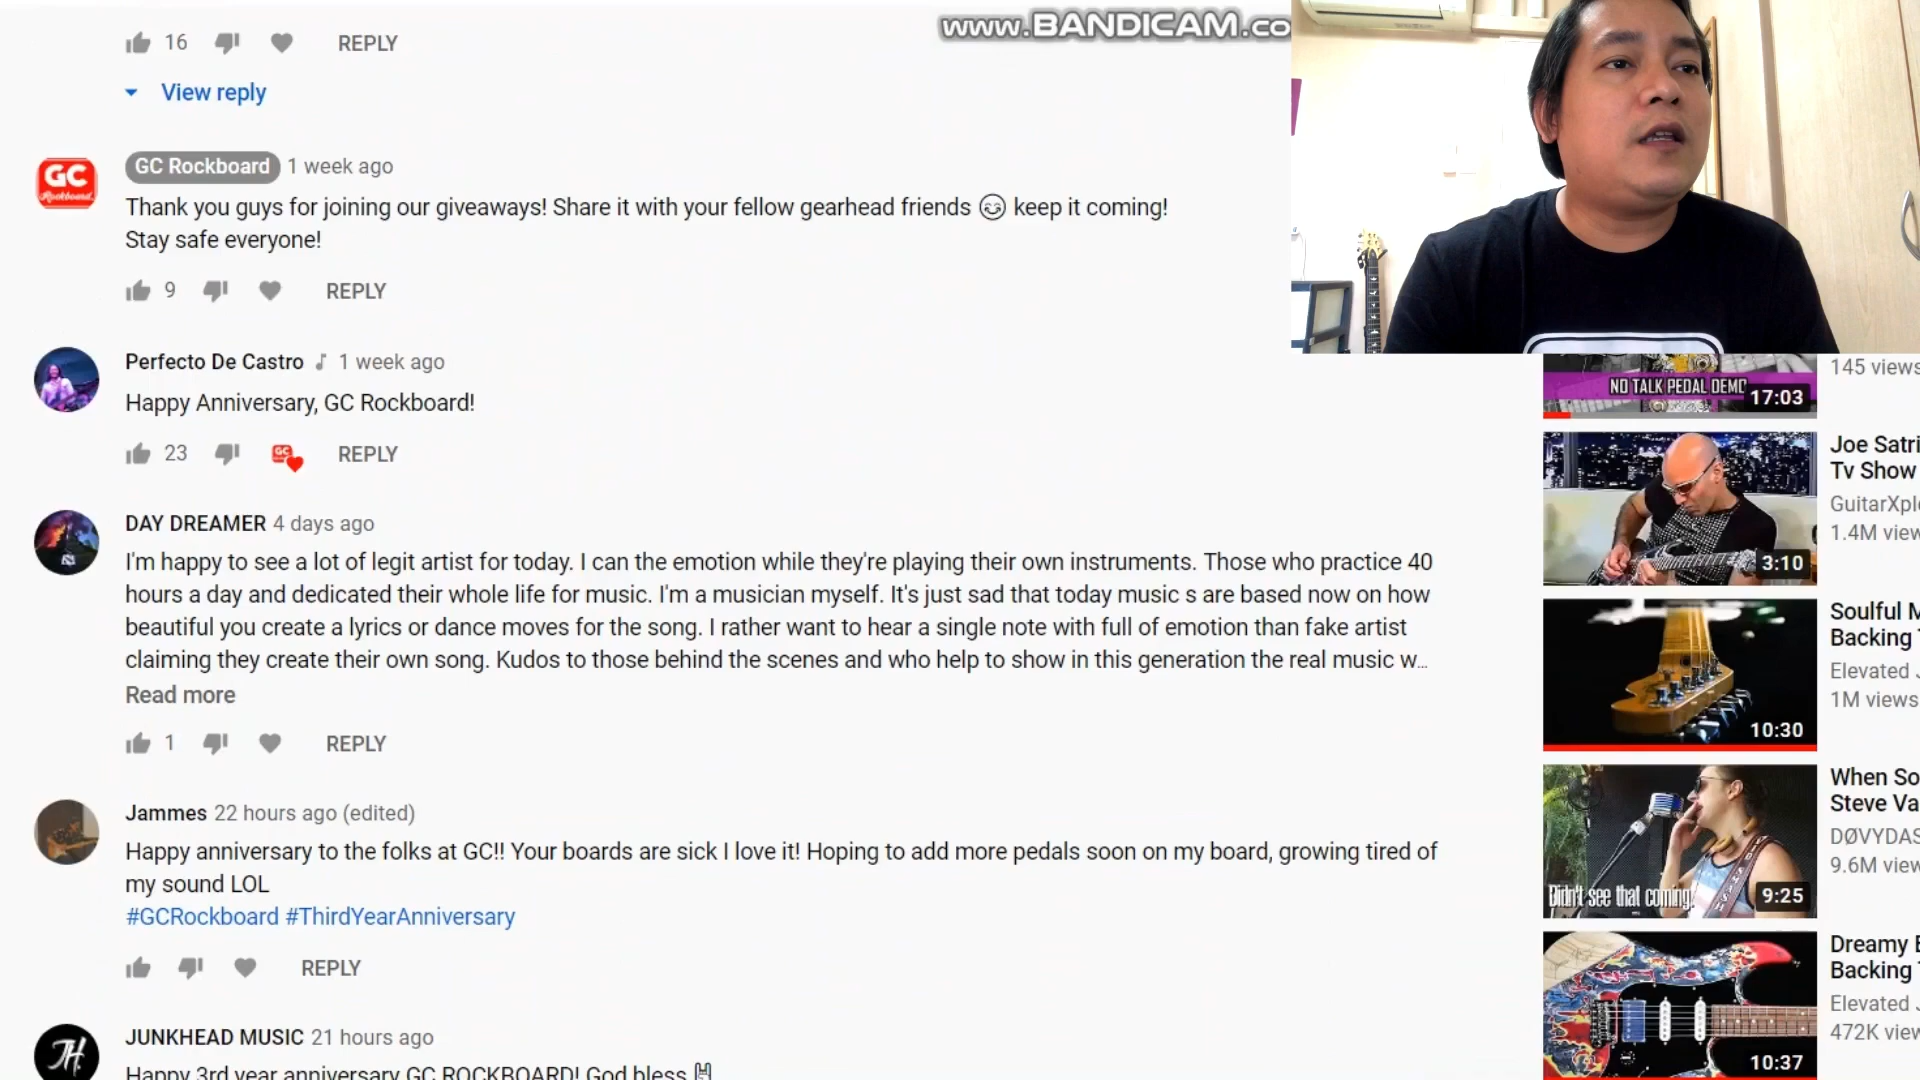 www.BANDICAM.co
16 REPLY
View reply
GC Rockboard 1 week ago
Thank you guys for joining our giveaways! Share it with your fellow gearhead friends 😊 keep it coming!
Stay safe everyone!
9 REPLY
Perfecto De Castro ♪ 1 week ago
Happy Anniversary, GC Rockboard!
23 REPLY
DAY DREAMER 4 days ago
I'm happy to see a lot of legit artist for today. I can the emotion while they're playing their own instruments. Those who practice 40
hours a day and dedicated their whole life for music. I'm a musician myself. It's just sad that today music s are based now on how
beautiful you create a lyrics or dance moves for the song. I rather want to hear a single note with full of emotion than fake artist
claiming they create their own song. Kudos to those behind the scenes and who help to show in this generation the real music w...
Read more
1 REPLY
Jammes 22 hours ago (edited)
Happy anniversary to the folks at GC!! Your boards are sick I love it! Hoping to add more pedals soon on my board, growing tired of
my sound LOL
#GCRockboard #ThirdYearAnniversary
REPLY
JUNKHEAD MUSIC 21 hours ago
Happy 3rd year anniversary GC ROCKBOARD! God bless 🤘
GC
Rockboard
JH.
NO TALK PEDAL DEMO
17:03
145 views
3:10
Joe Satri
Tv Show
GuitarXpl
1.4M view
10:30
Soulful M
Backing
Elevated J
1M views
Didn't see that coming!
9:25
When So
Steve Va
DØVYDAS
9.6M view
10:37
Dreamy E
Backing
Elevated J
472K view